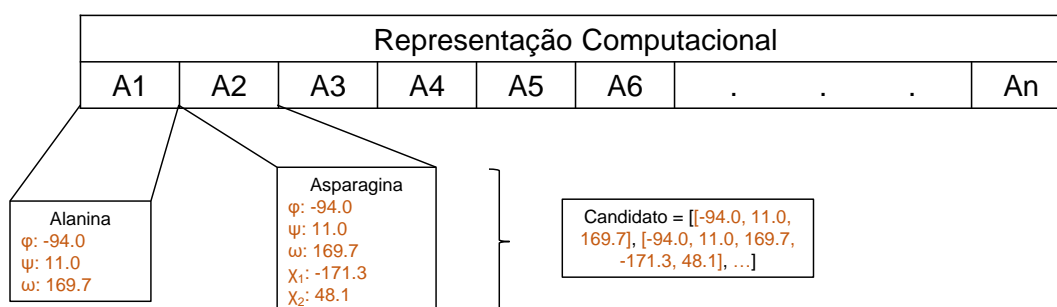 Representação Computacional
A1 A2 A3 A4 A5 A6 . . . An
Alanina
φ: -94.0
ψ: 11.0
ω: 169.7
Asparagina
φ: -94.0
ψ: 11.0
ω: 169.7
χ₁: -171.3
χ₂: 48.1
Candidato = [[-94.0, 11.0,
169.7], [-94.0, 11.0, 169.7,
-171.3, 48.1], ...]